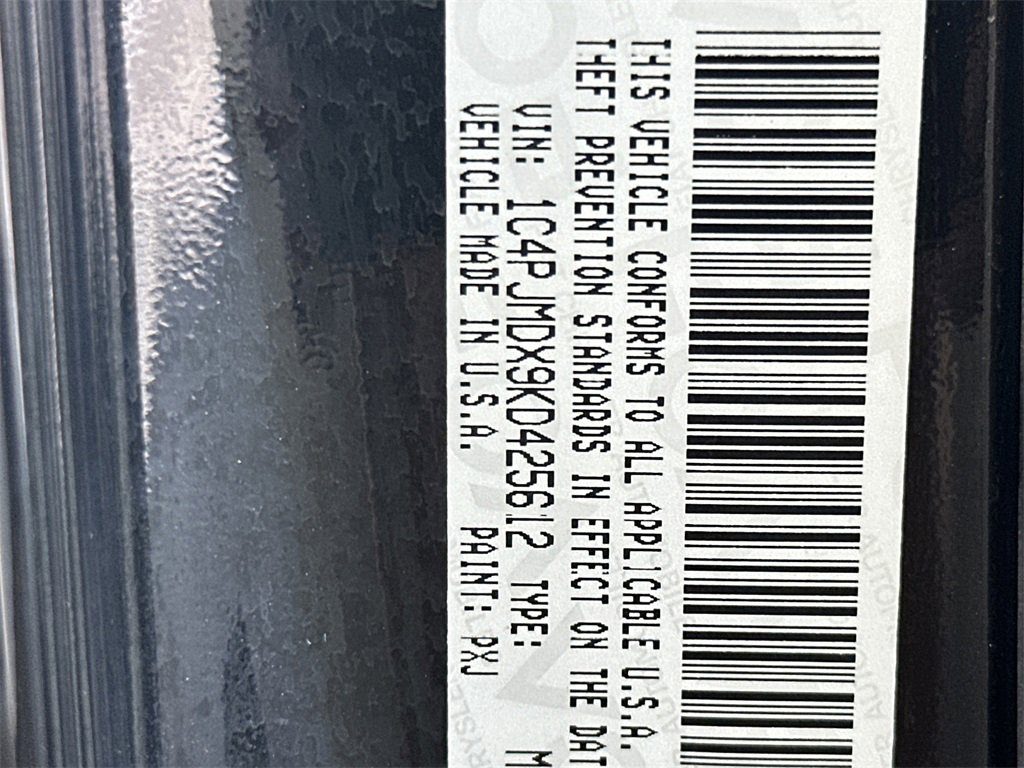 THIS VEHICLE CONFORMS TO ALL APPLICABLE U.S.A.
THEFT PREVENTION STANDARDS IN EFFECT ON THE DAT
VIN: 1C4PJMDX9KD425612 TYPE: M
VEHICLE MADE IN U.S.A. PAINT: PXJ